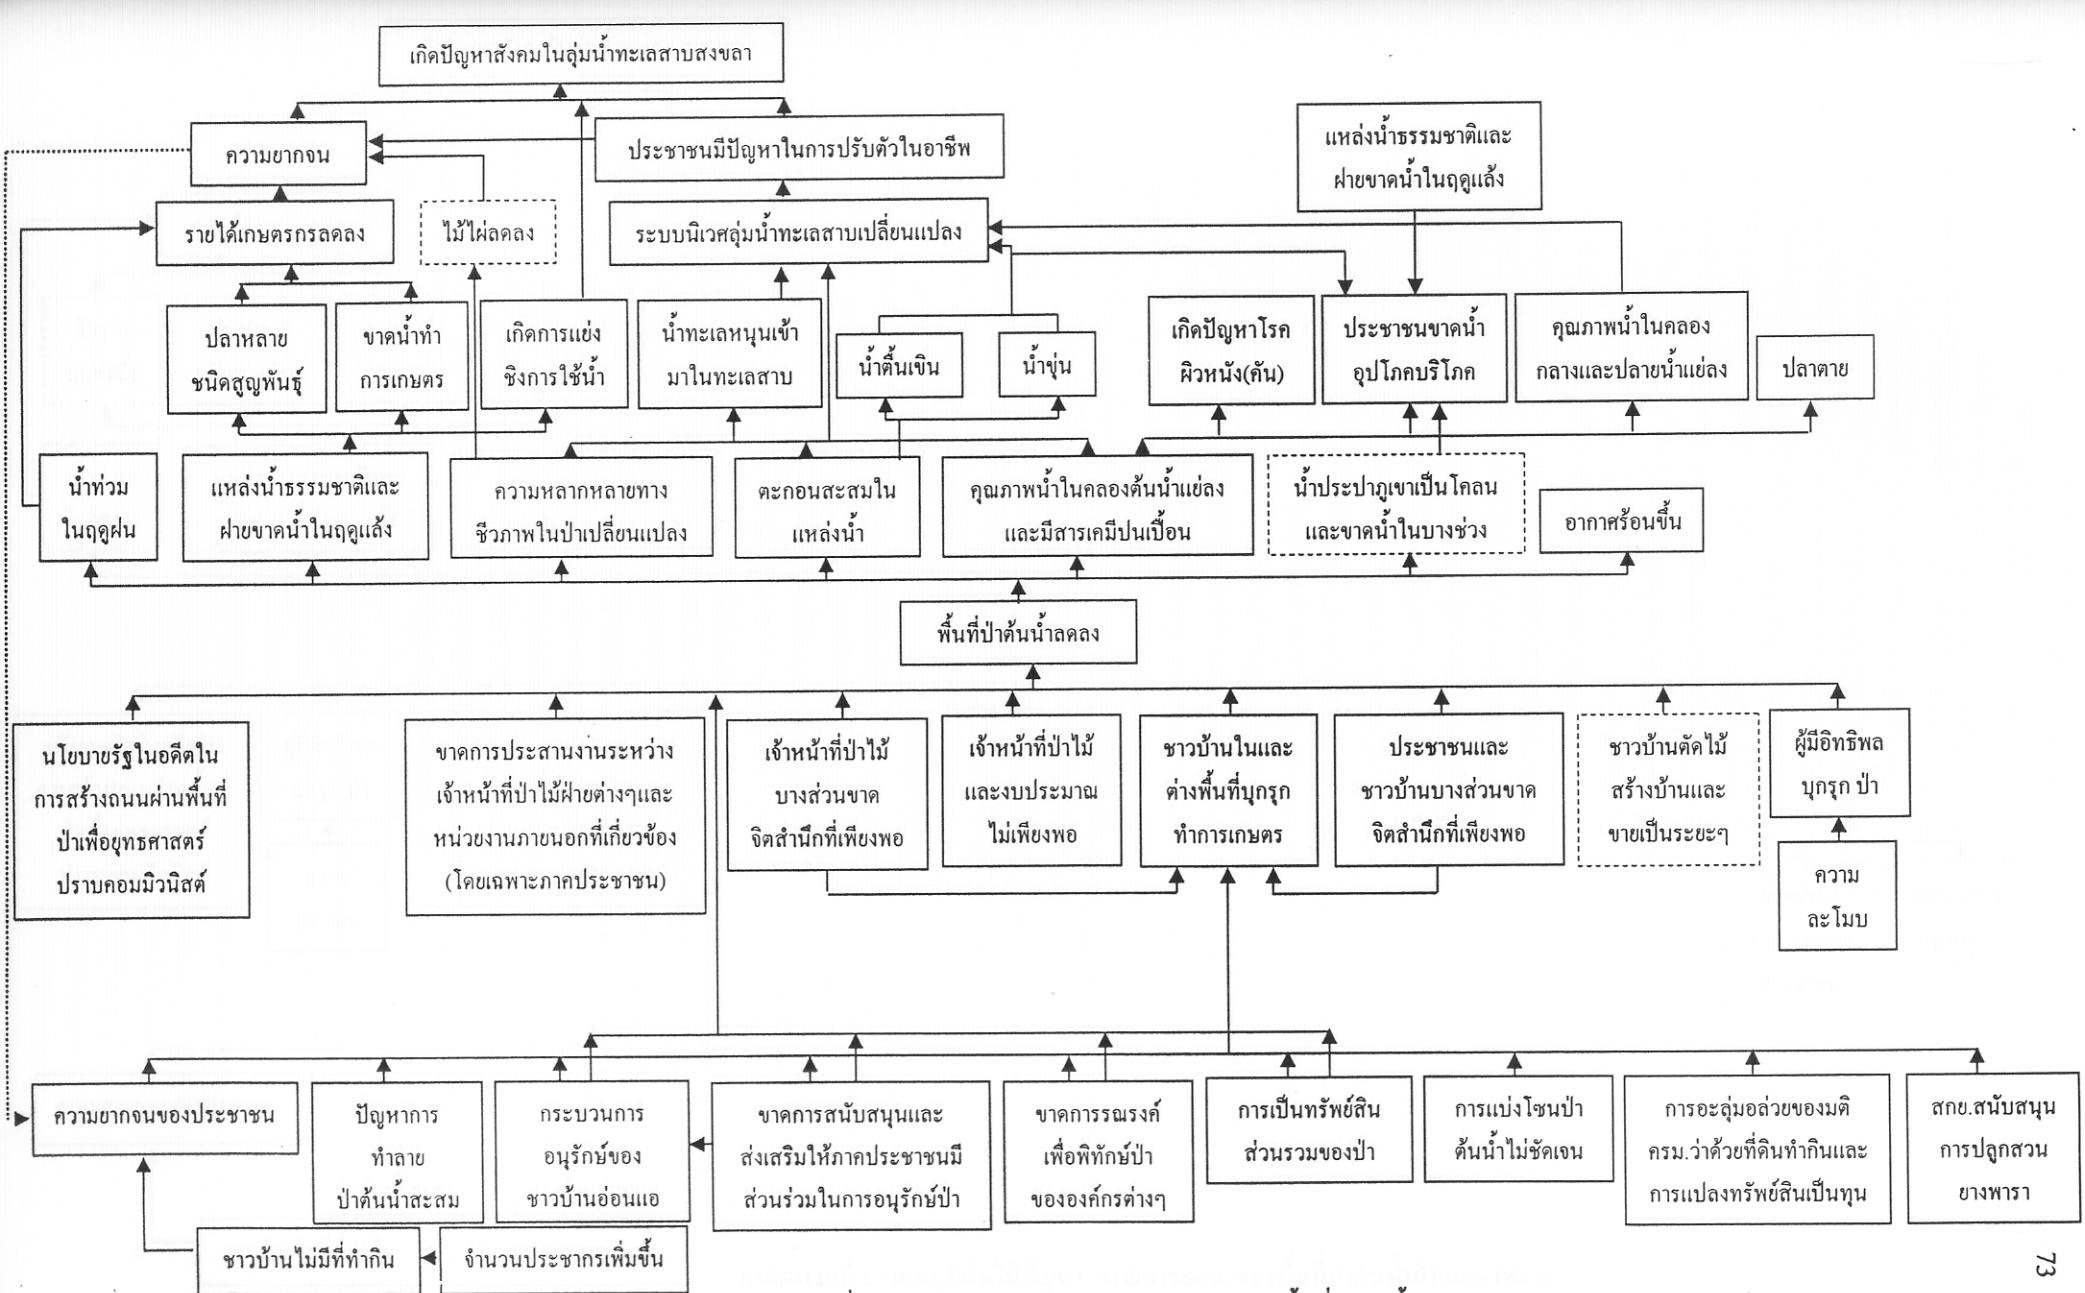 เกิดปัญหาสังคมในลุ่มน้ำทะเลสาบสงขลา
ความยากจน
ประชาชนมีปัญหาในการปรับตัวในอาชีพ
แหล่งน้ำธรรมชาติและ
ฝายขาดน้ำในฤดูแล้ง
รายได้เกษตรกรลดลง
ไม้ไผ่ลดลง
ระบบนิเวศลุ่มน้ำทะเลสาบเปลี่ยนแปลง
ปลาหลาย
ชนิดสูญพันธุ์
ขาดน้ำทำ
การเกษตร
เกิดการแย่ง
ชิงการใช้น้ำ
น้ำทะเลหนุนเข้า
มาในทะเลสาบ
น้ำตื้นเขิน
น้ำขุ่น
เกิดปัญหาโรค
ผิวหนัง(คัน)
ประชาชนขาดน้ำ
อุปโภคบริโภค
คุณภาพน้ำในคลอง
กลางและปลายน้ำแย่ลง
ปลาตาย
น้ำท่วม
ในฤดูฝน
แหล่งน้ำธรรมชาติและ
ฝายขาดน้ำในฤดูแล้ง
ความหลากหลายทาง
ชีวภาพในป่าเปลี่ยนแปลง
ตะกอนสะสมใน
แหล่งน้ำ
คุณภาพน้ำในคลองต้นน้ำแย่ลง
และมีสารเคมีปนเปื้อน
น้ำประปาภูเขาเป็นโคลน
และขาดน้ำในบางช่วง
อากาศร้อนขึ้น
พื้นที่ป่าต้นน้ำลดลง
นโยบายรัฐในอดีตใน
การสร้างถนนผ่านพื้นที่
ป่าเพื่อยุทธศาสตร์
ปราบคอมมิวนิสต์
ขาดการประสานงานระหว่าง
เจ้าหน้าที่ป่าไม้ฝ่ายต่างๆและ
หน่วยงานภายนอกที่เกี่ยวข้อง
(โดยเฉพาะภาคประชาชน)
เจ้าหน้าที่ป่าไม้
บางส่วนขาด
จิตสำนึกที่เพียงพอ
เจ้าหน้าที่ป่าไม้
และงบประมาณ
ไม่เพียงพอ
ชาวบ้านในและ
ต่างพื้นที่บุกรุก
ทำการเกษตร
ประชาชนและ
ชาวบ้านบางส่วนขาด
จิตสำนึกที่เพียงพอ
ชาวบ้านตัดไม้
สร้างบ้านและ
ขายเป็นระยะๆ
ผู้มีอิทธิพล
บุกรุก ป่า
ความ
ละโมบ
ความยากจนของประชาชน
ปัญหาการ
ทำลาย
ป่าต้นน้ำสะสม
กระบวนการ
อนุรักษ์ของ
ชาวบ้านอ่อนแอ
ขาดการสนับสนุนและ
ส่งเสริมให้ภาคประชาชนมี
ส่วนร่วมในการอนุรักษ์ป่า
ขาดการรณรงค์
เพื่อพิทักษ์ป่า
ขององค์กรต่างๆ
การเป็นทรัพย์สิน
ส่วนรวมของป่า
การแบ่งโซนป่า
ต้นน้ำไม่ชัดเจน
การอะลุ่มอล่วยของมติ
ครม.ว่าด้วยที่ดินทำกินและ
การแปลงทรัพย์สินเป็นทุน
สกย.สนับสนุน
การปลูกสวน
ยางพารา
ชาวบ้านไม่มีที่ทำกิน
จำนวนประชากรเพิ่มขึ้น
73